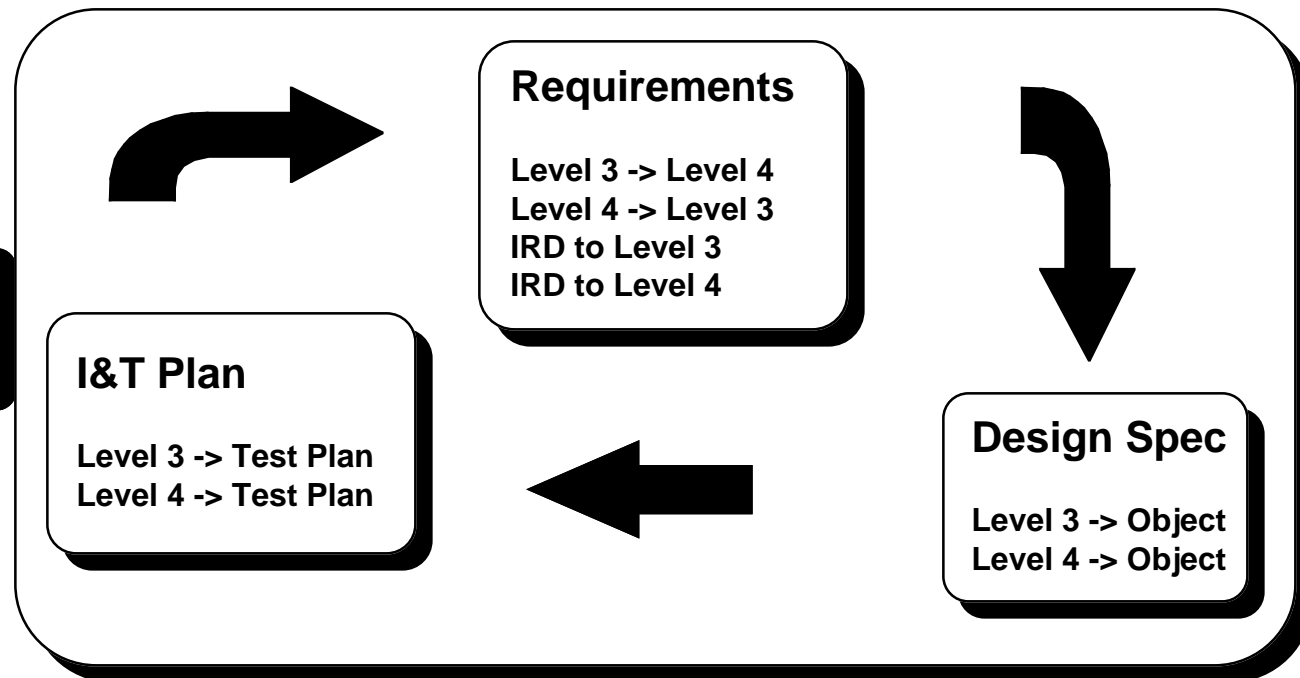 Requirements
Level 3 -> Level 4
Level 4 -> Level 3
IRD to Level 3
IRD to Level 4
I&T Plan
Level 3 -> Test Plan
Level 4 -> Test Plan
Design Spec
Level 3 -> Object
Level 4 -> Object